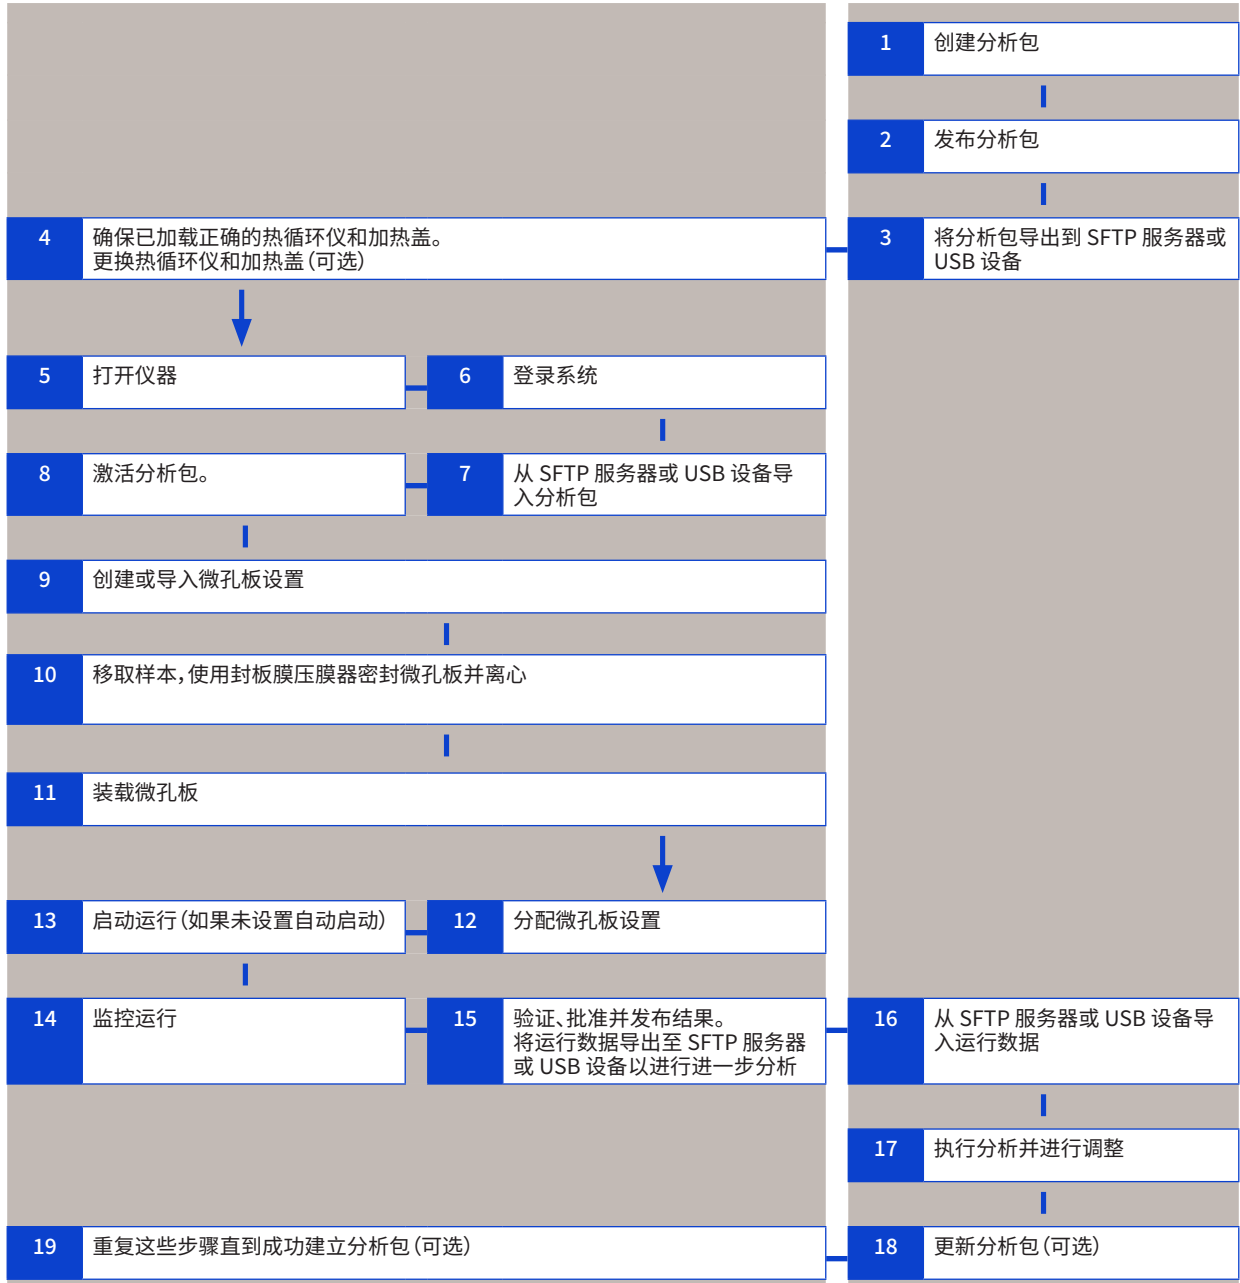 1
创建分析包
2
发布分析包
3
将分析包导出到 SFTP 服务器或
USB 设备
4
确保已加载正确的热循环仪和加热盖。
更换热循环仪和加热盖（可选）
5
打开仪器
6
登录系统
7
从 SFTP 服务器或 USB 设备导
入分析包
8
激活分析包。
9
创建或导入微孔板设置
10
移取样本，使用封板膜压膜器密封微孔板并离心
11
装载微孔板
12
分配微孔板设置
13
启动运行（如果未设置自动启动）
14
监控运行
15
验证、批准并发布结果。
将运行数据导出至 SFTP 服务器
或 USB 设备以进行进一步分析
16
从 SFTP 服务器或 USB 设备导
入运行数据
17
执行分析并进行调整
18
更新分析包（可选）
19
重复这些步骤直到成功建立分析包（可选）